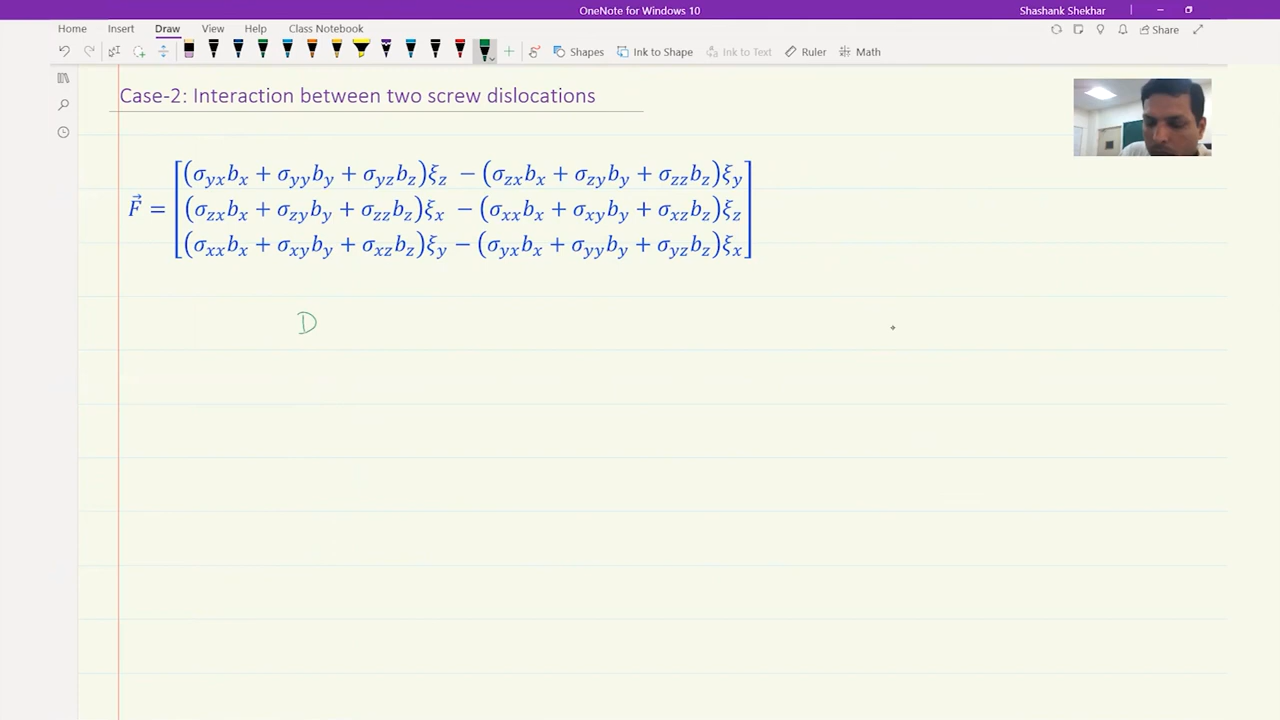 OneNote for Windows 10
Shashank Shekhar
Home Insert Draw View Help Class Notebook
Share
Shapes Ink to Shape Ink to Text Ruler Math
Case-2: Interaction between two screw dislocations
(σ_yx b_x + σ_yy b_y + σ_yz b_z)ξ_z − (σ_zx b_x + σ_zy b_y + σ_zz b_z)ξ_y
F⃗ = (σ_zx b_x + σ_zy b_y + σ_zz b_z)ξ_x − (σ_xx b_x + σ_xy b_y + σ_xz b_z)ξ_z
(σ_xx b_x + σ_xy b_y + σ_xz b_z)ξ_y − (σ_yx b_x + σ_yy b_y + σ_yz b_z)ξ_x
D